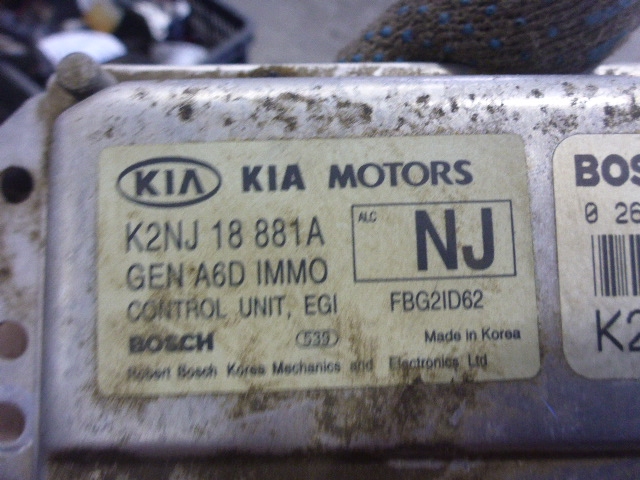 KIA KIA MOTORS
K2NJ 18 881A
GEN A6D IMMO
CONTROL UNIT, EGI
ALC
NJ
FBG2ID62
BOSCH
539
Made in Korea
Robert Bosch Korea Mechanics and Electronics Ltd
BOS
0 26
K2